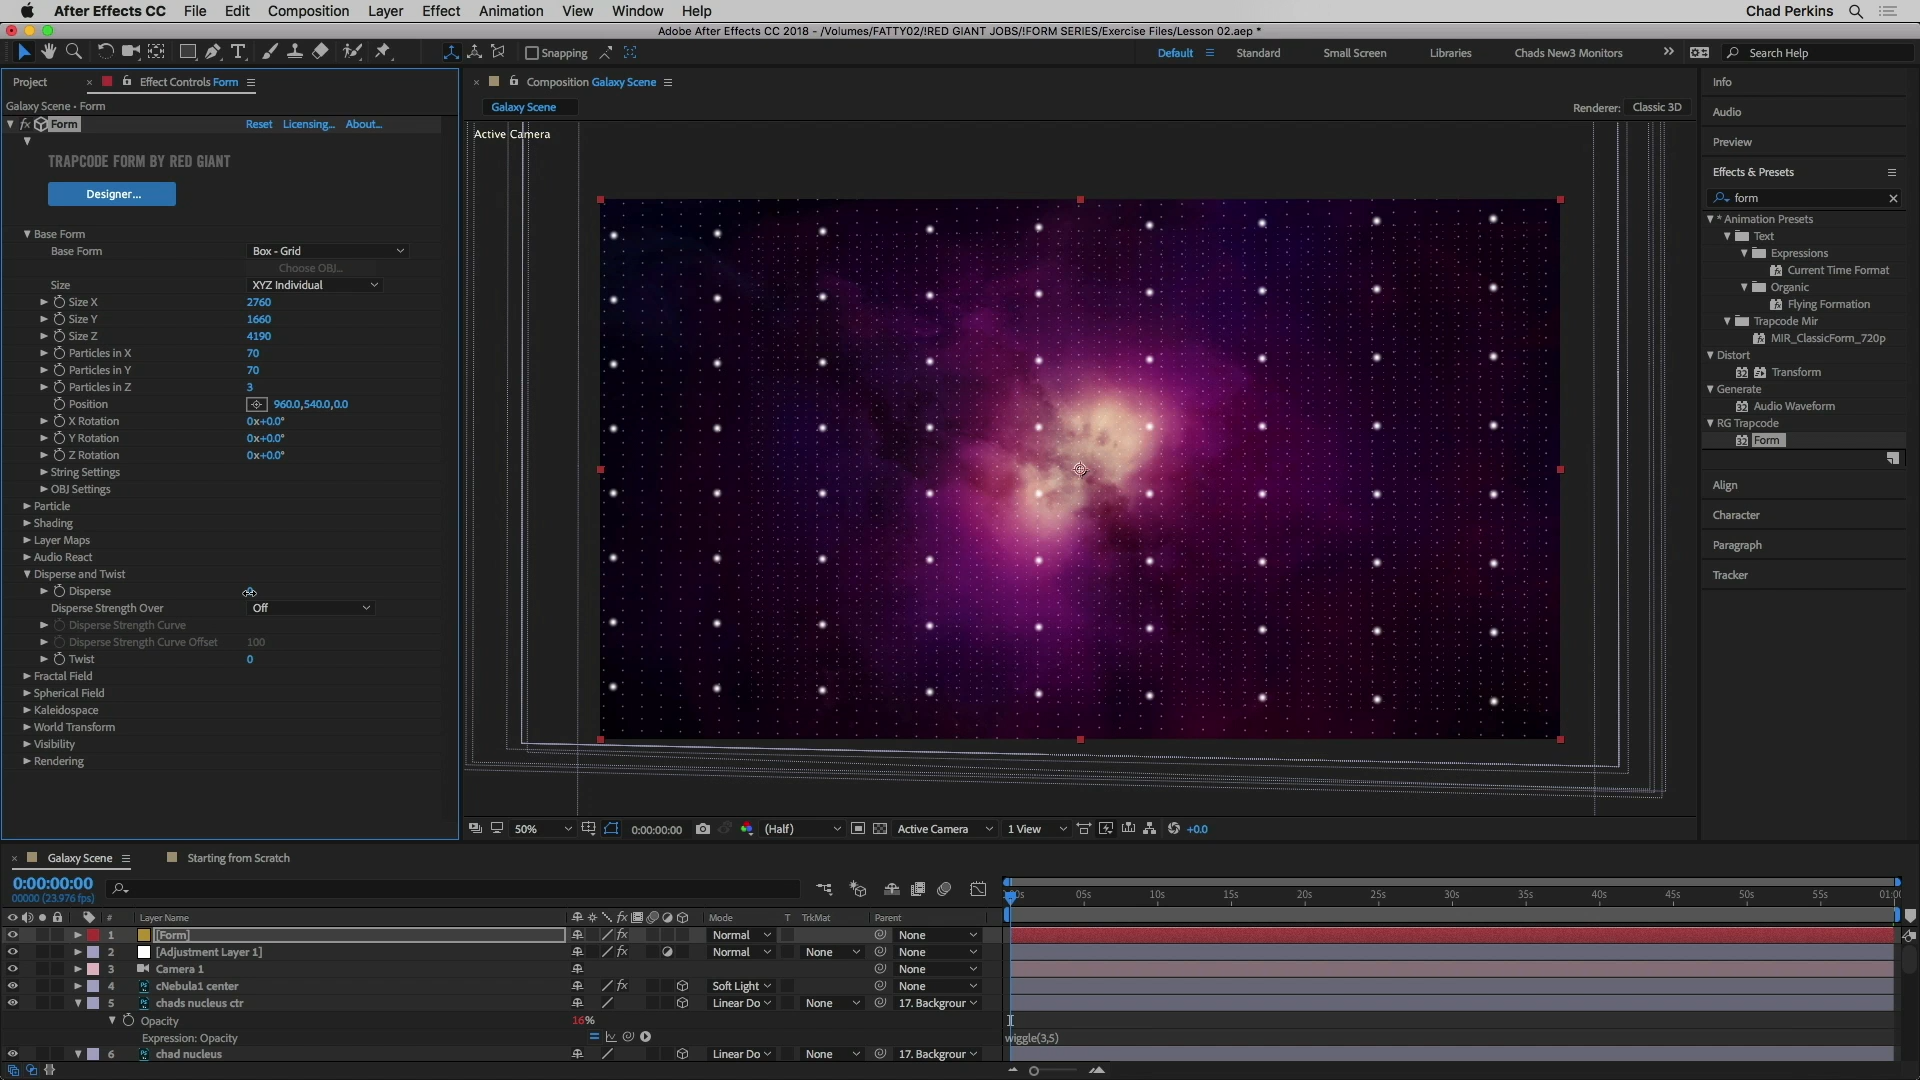 After Effects CC File Edit Composition Layer Effect Animation View Window Help Chad Perkins
Adobe After Effects CC 2018 - /Volumes/FATTY02/!RED GIANT JOBS/!FORM SERIES/Exercise Files/Lesson 02.aep *
Snapping Default Standard Small Screen Libraries Chads New3 Monitors Search Help
Project Effect Controls Form
Galaxy Scene • Form
fx Form Reset Licensing... About...
TRAPCODE FORM BY RED GIANT
Designer...
Base Form
Base Form Box - Grid
Choose OBJ...
Size XYZ Individual
Size X 2760
Size Y 1660
Size Z 4190
Particles in X 70
Particles in Y 70
Particles in Z 3
Position 960.0,540.0,0.0
X Rotation 0x+0.0°
Y Rotation 0x+0.0°
Z Rotation 0x+0.0°
String Settings
OBJ Settings
Particle
Shading
Layer Maps
Audio React
Disperse and Twist
Disperse
Disperse Strength Over Off
Disperse Strength Curve
Disperse Strength Curve Offset 100
Twist 0
Fractal Field
Spherical Field
Kaleidospace
World Transform
Visibility
Rendering
Composition Galaxy Scene
Galaxy Scene Renderer: Classic 3D
Active Camera
50% 0:00:00:00 (Half) Active Camera 1 View +0.0
Info
Audio
Preview
Effects & Presets
form
* Animation Presets
Text
Expressions
Current Time Format
Organic
Flying Formation
Trapcode Mir
MIR_ClassicForm_720p
Distort
32 Transform
Generate
32 Audio Waveform
RG Trapcode
32 Form
Align
Character
Paragraph
Tracker
Galaxy Scene Starting from Scratch
0:00:00:00
00000 (23.976 fps)
05s 10s 15s 20s 25s 30s 35s 40s 45s 50s 55s 01:0
# Layer Name fx Mode T TrkMat Parent
1 [Form] fx Normal None
2 [Adjustment Layer 1] fx Normal None None
3 Camera 1 None
4 cNebula1 center fx Soft Light None
5 chads nucleus ctr Linear Do None 17. Backgrour
Opacity 16%
Expression: Opacity wiggle(3,5)
6 chad nucleus Linear Do None 17. Backgrour